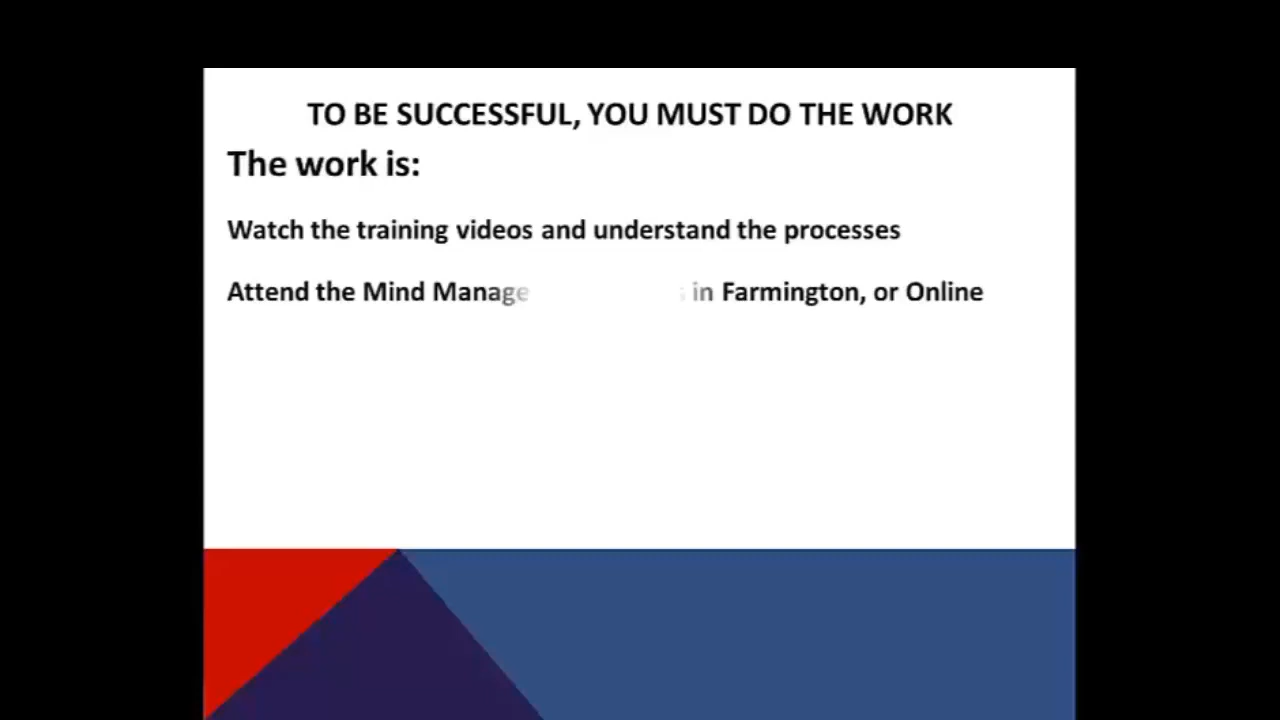 TO BE SUCCESSFUL, YOU MUST DO THE WORK
The work is:
Watch the training videos and understand the processes
Attend the Mind Manage in Farmington, or Online